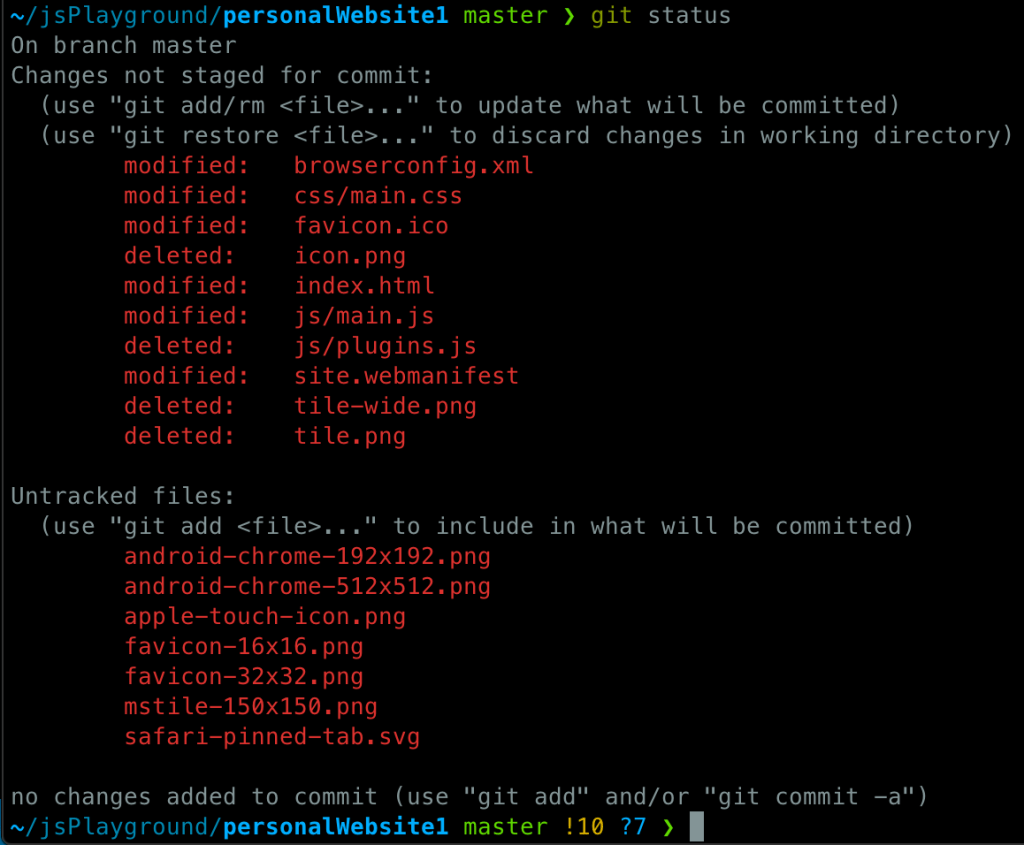 ~/jsPlayground/personalWebsite1 master ❯ git status
On branch master
Changes not staged for commit:
  (use "git add/rm <file>..." to update what will be committed)
  (use "git restore <file>..." to discard changes in working directory)
        modified:   browserconfig.xml
        modified:   css/main.css
        modified:   favicon.ico
        deleted:    icon.png
        modified:   index.html
        modified:   js/main.js
        deleted:    js/plugins.js
        modified:   site.webmanifest
        deleted:    tile-wide.png
        deleted:    tile.png

Untracked files:
  (use "git add <file>..." to include in what will be committed)
        android-chrome-192x192.png
        android-chrome-512x512.png
        apple-touch-icon.png
        favicon-16x16.png
        favicon-32x32.png
        mstile-150x150.png
        safari-pinned-tab.svg

no changes added to commit (use "git add" and/or "git commit -a")
~/jsPlayground/personalWebsite1 master !10 ?7 ❯